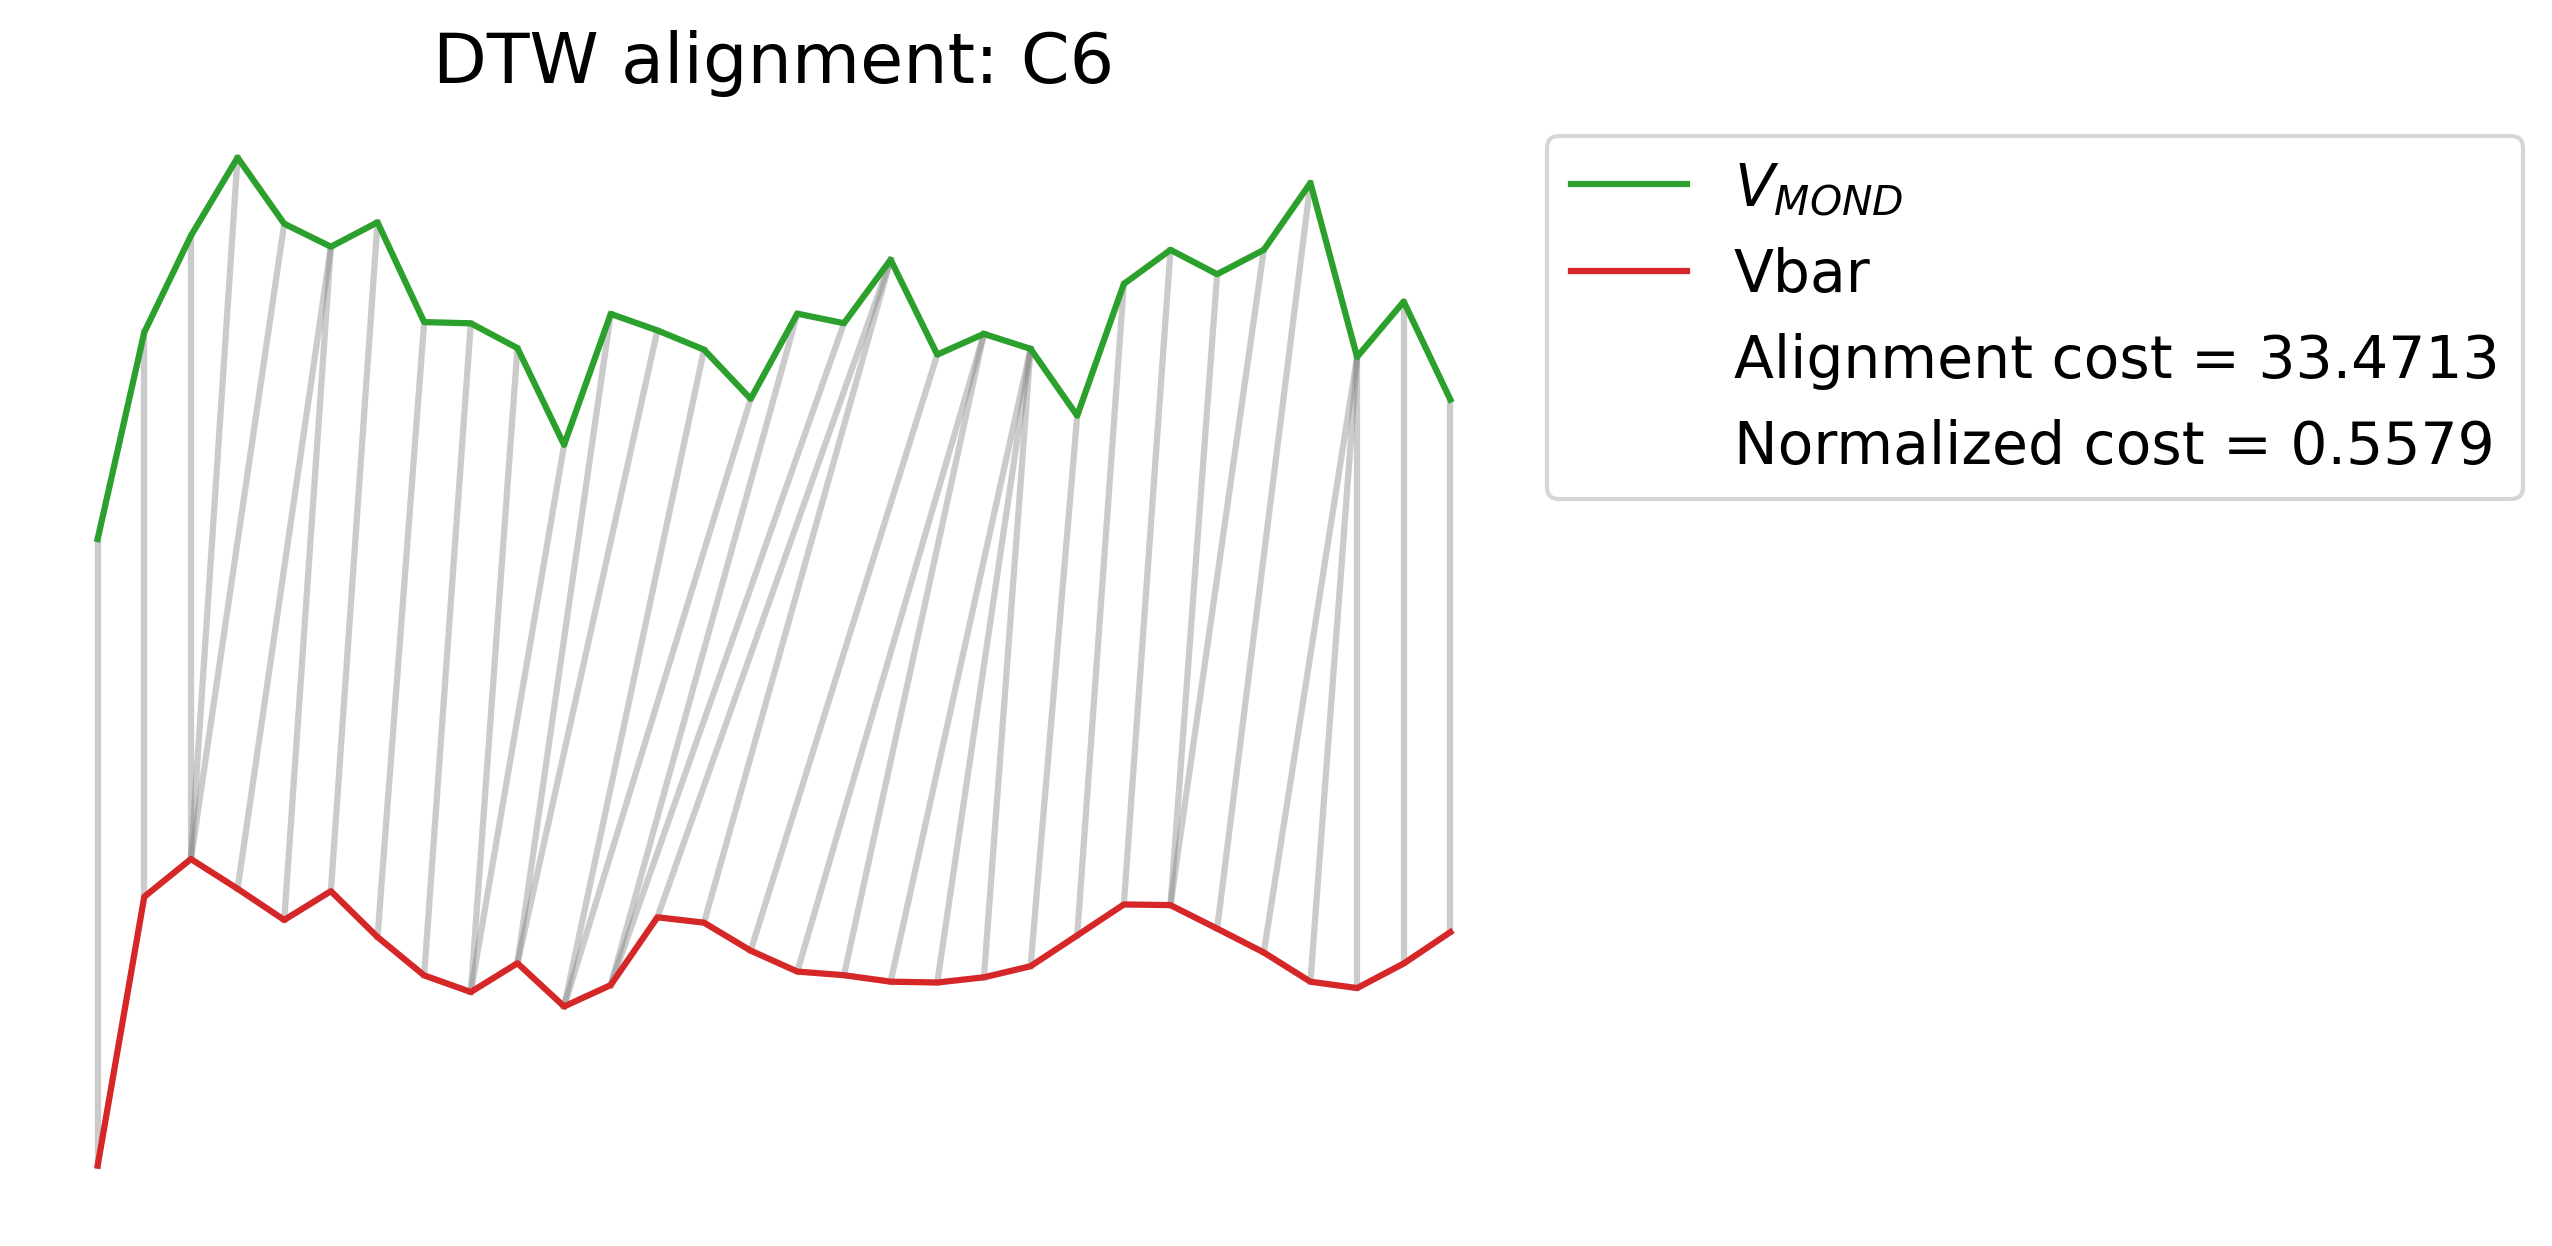 DTW alignment: C6
V_MOND
Vbar
Alignment cost = 33.4713
Normalized cost = 0.5579